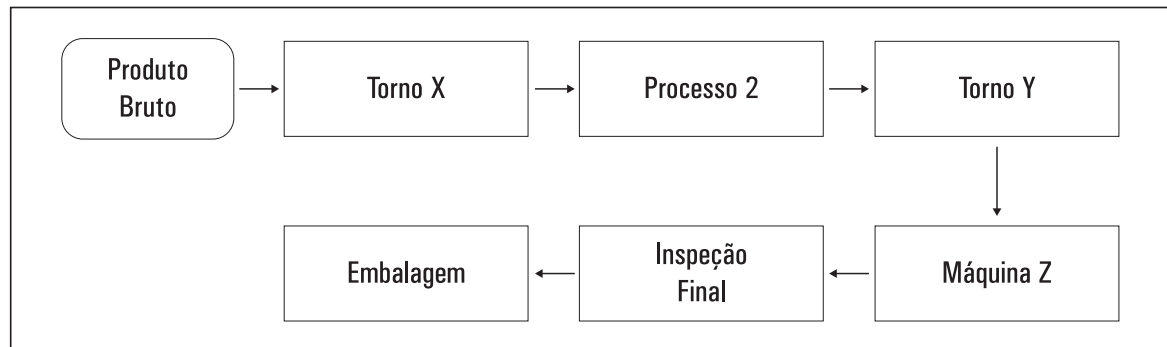 Produto
Bruto
Torno X
Processo 2
Torno Y
Máquina Z
Inspeção
Final
Embalagem